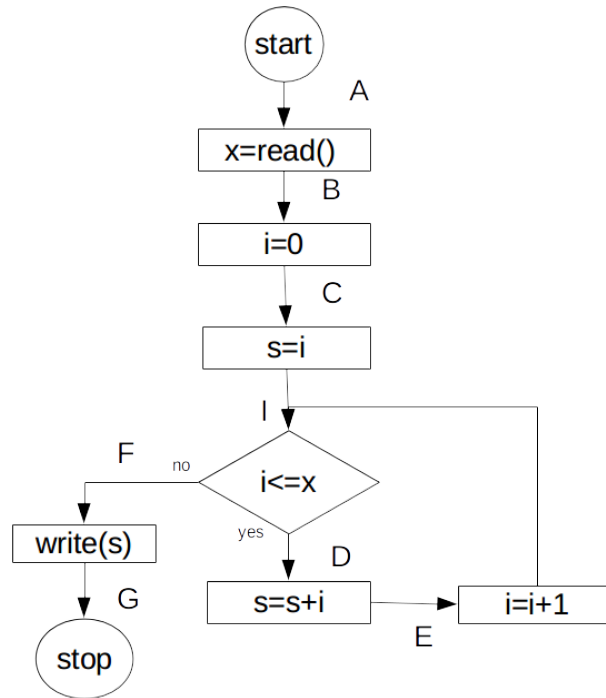 start
A
x=read()
B
i=0
C
s=i
I
F
no
i<=x
yes
write(s)
D
s=s+i
i=i+1
G
E
stop